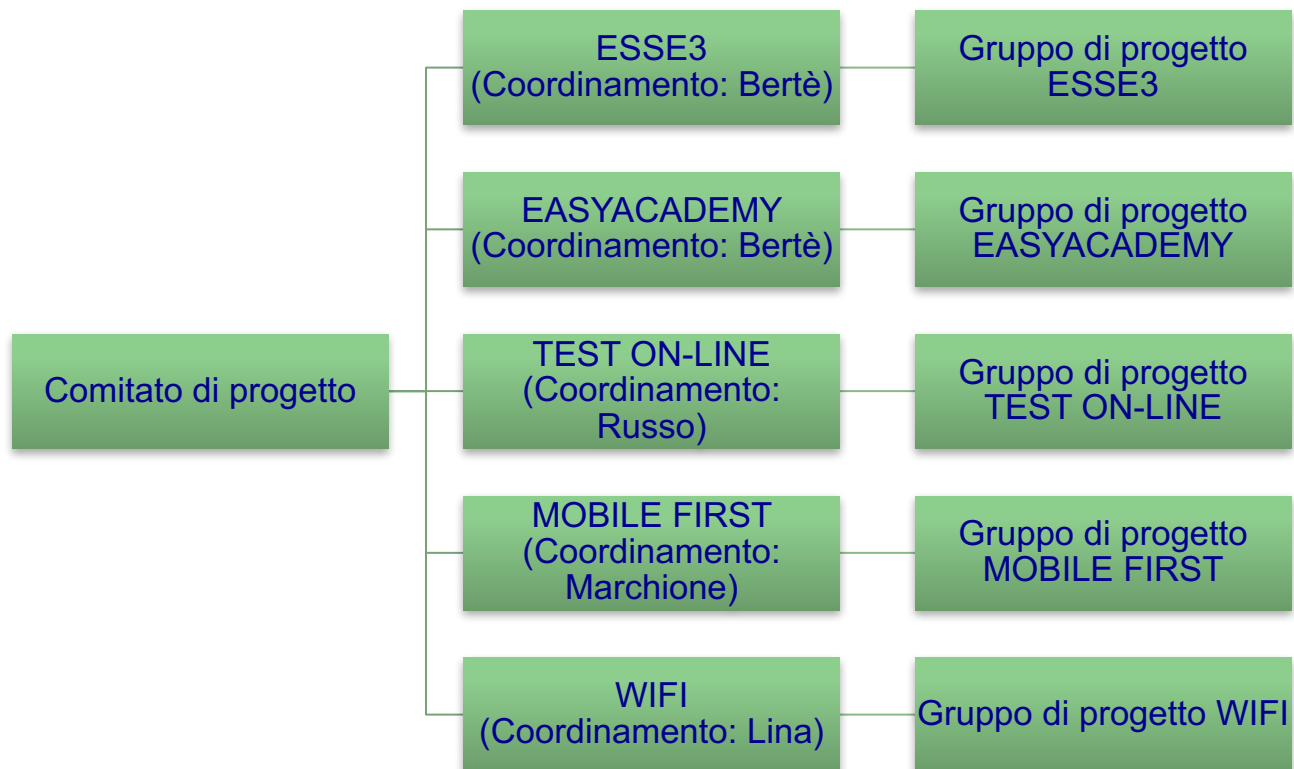 Comitato di progetto
ESSE3
(Coordinamento: Bertè)
Gruppo di progetto
ESSE3
EASYACADEMY
(Coordinamento: Bertè)
Gruppo di progetto
EASYACADEMY
TEST ON-LINE
(Coordinamento:
Russo)
Gruppo di progetto
TEST ON-LINE
MOBILE FIRST
(Coordinamento:
Marchione)
Gruppo di progetto
MOBILE FIRST
WIFI
(Coordinamento: Lina)
Gruppo di progetto WIFI